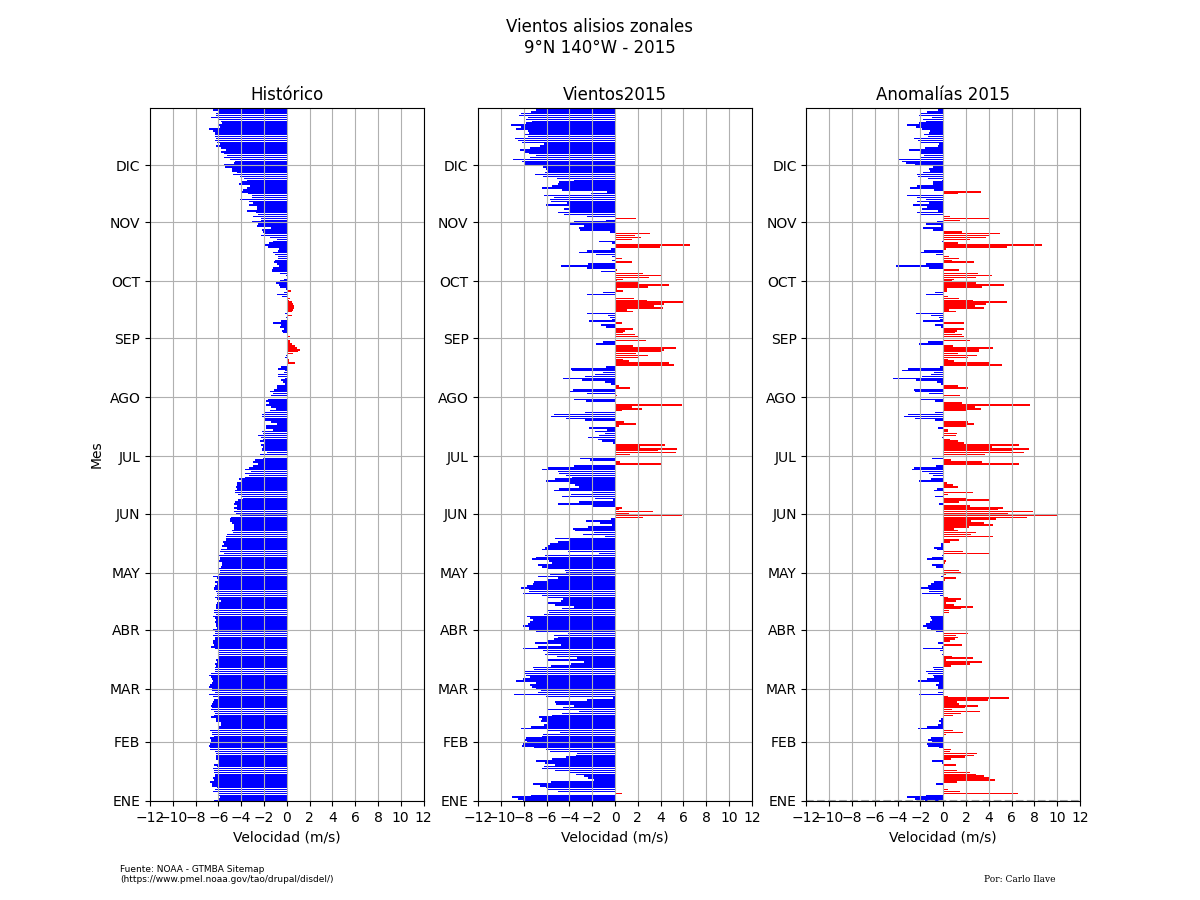 Vientos alisios zonales
9°N 140°W - 2015
Histórico
Vientos2015
Anomalías 2015
Mes
DIC
NOV
OCT
SEP
AGO
JUL
JUN
MAY
ABR
MAR
FEB
ENE
−12 −10 −8 −6 −4 −2 0 2 4 6 8 10 12
Velocidad (m/s)
DIC
NOV
OCT
SEP
AGO
JUL
JUN
MAY
ABR
MAR
FEB
ENE
−12 −10 −8 −6 −4 −2 0 2 4 6 8 10 12
Velocidad (m/s)
DIC
NOV
OCT
SEP
AGO
JUL
JUN
MAY
ABR
MAR
FEB
ENE
−12 −10 −8 −6 −4 −2 0 2 4 6 8 10 12
Velocidad (m/s)
Fuente: NOAA - GTMBA Sitemap
(https://www.pmel.noaa.gov/tao/drupal/disdel/)
Por: Carlo Ilave